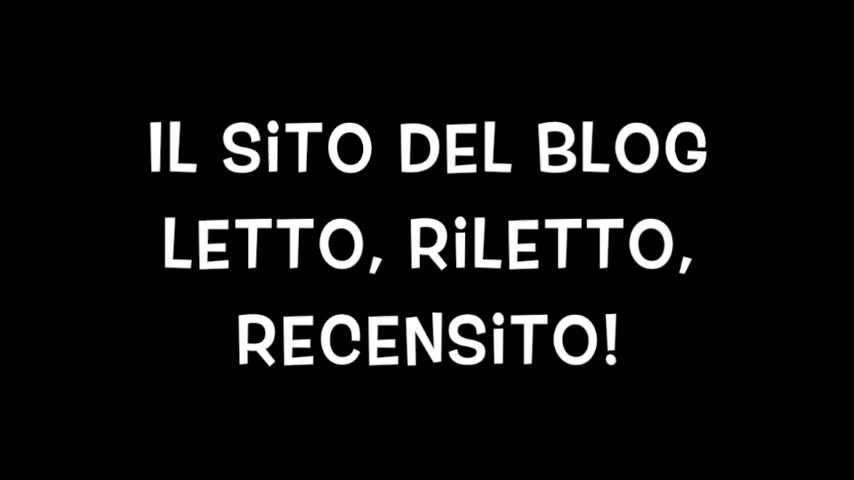 IL SiTO DEL BLOG
LETTO, RiLETTO,
RECENSiTO!